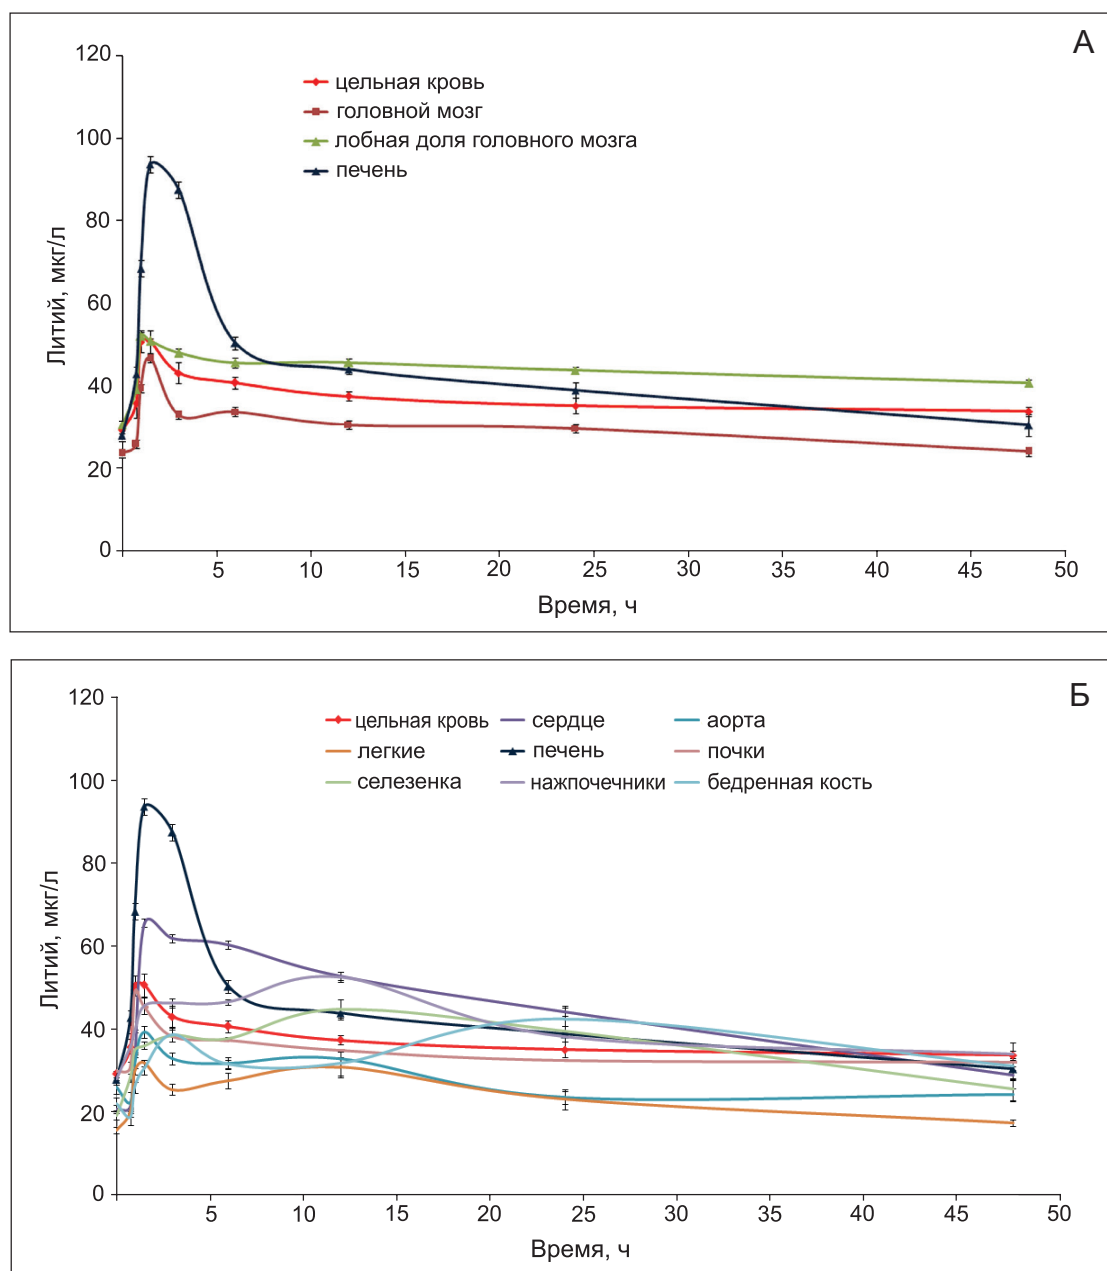 А
120
100
80
60
40
20
0
Литий, мкг/л
цельная кровь
головной мозг
лобная доля головного мозга
печень
5 10 15 20 25 30 35 40 45 50
Время, ч
Б
120
100
80
60
40
20
0
Литий, мкг/л
цельная кровь сердце аорта
легкие печень почки
селезенка нажпочечники бедренная кость
5 10 15 20 25 30 35 40 45 50
Время, ч